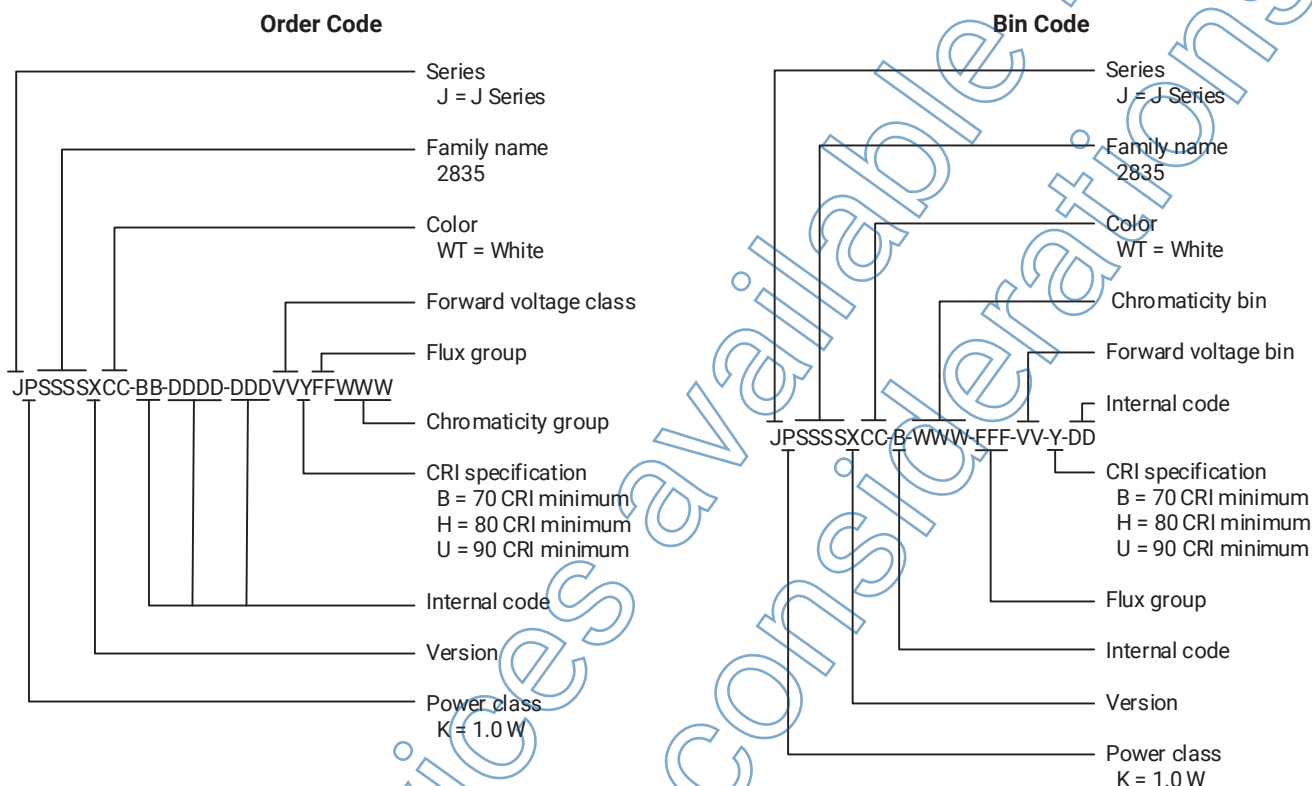 Order Code
Series
J = J Series
Family name
2835
Color
WT = White
Forward voltage class
Flux group
JPSSSSXCC-BB-DDDD-DDDVVYFFWWW
Chromaticity group
CRI specification
B = 70 CRI minimum
H = 80 CRI minimum
U = 90 CRI minimum
Internal code
Version
Power class
K = 1.0 W
Bin Code
Series
J = J Series
Family name
2835
Color
WT = White
Chromaticity bin
Forward voltage bin
Internal code
JPSSSSXCC-B-WWW-FFF-VV-Y-DD
CRI specification
B = 70 CRI minimum
H = 80 CRI minimum
U = 90 CRI minimum
Flux group
Internal code
Version
Power class
K = 1.0 W
available
considerations